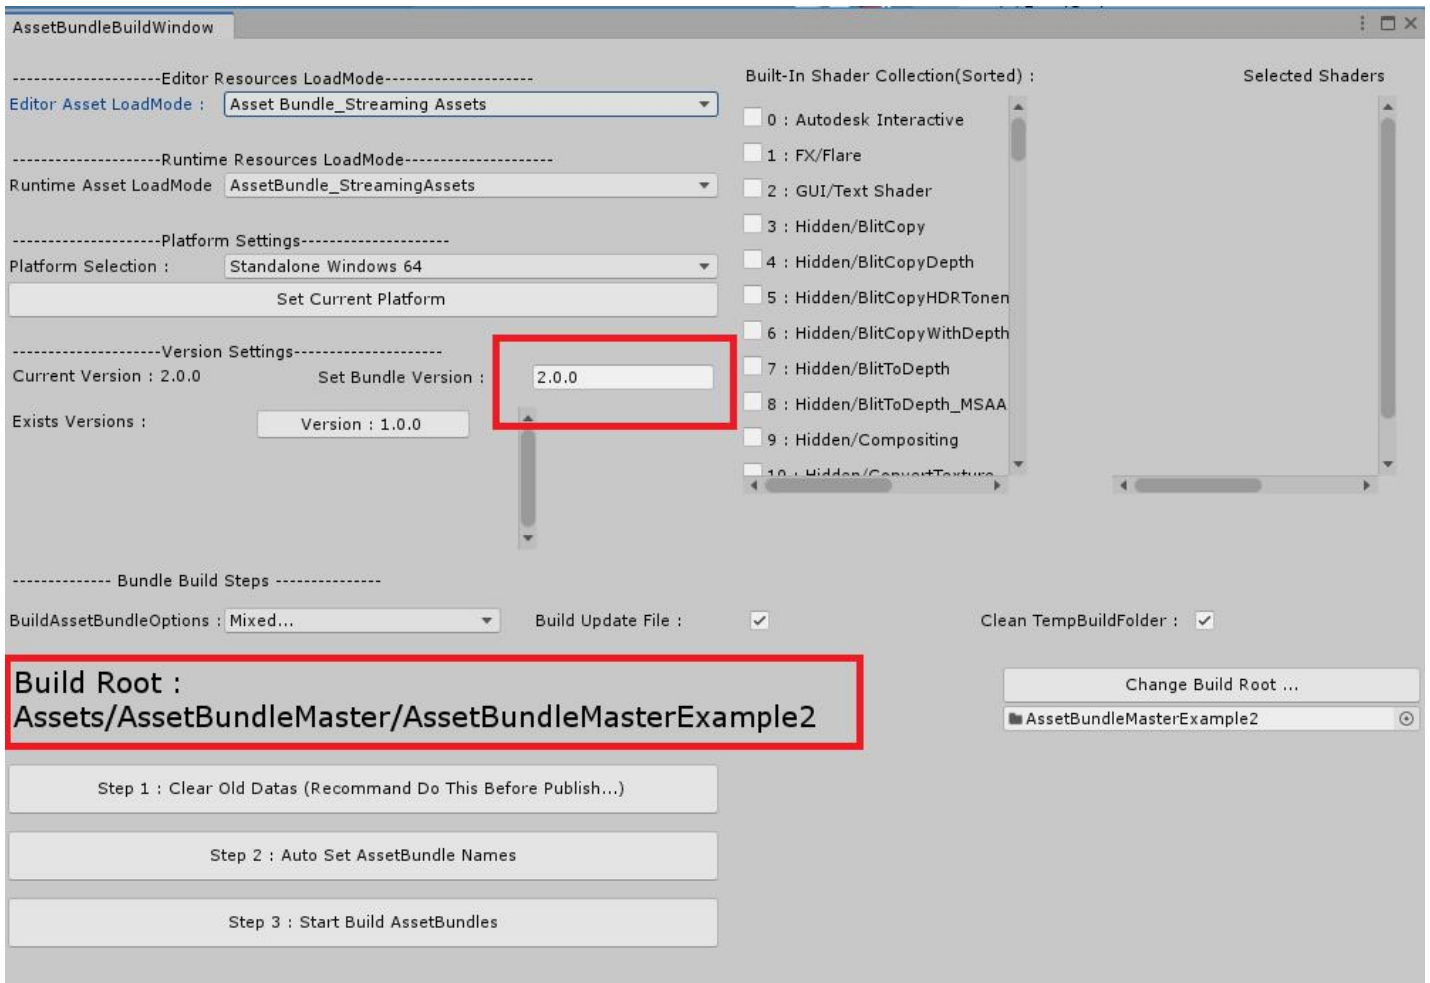 AssetBundleBuildWindow
---------------------Editor Resources LoadMode---------------------
Editor Asset LoadMode : Asset Bundle_Streaming Assets
---------------------Runtime Resources LoadMode---------------------
Runtime Asset LoadMode AssetBundle_StreamingAssets
---------------------Platform Settings---------------------
Platform Selection : Standalone Windows 64
Set Current Platform
---------------------Version Settings---------------------
Current Version : 2.0.0 Set Bundle Version : 2.0.0
Exists Versions : Version : 1.0.0
Built-In Shader Collection(Sorted) : Selected Shaders
0 : Autodesk Interactive
1 : FX/Flare
2 : GUI/Text Shader
3 : Hidden/BlitCopy
4 : Hidden/BlitCopyDepth
5 : Hidden/BlitCopyHDRTonen
6 : Hidden/BlitCopyWithDepth
7 : Hidden/BlitToDepth
8 : Hidden/BlitToDepth_MSAA
9 : Hidden/Compositing
10 : Hidden/ConvertTexture
-------------- Bundle Build Steps ---------------
BuildAssetBundleOptions : Mixed... Build Update File : Clean TempBuildFolder :
Build Root :
Assets/AssetBundleMaster/AssetBundleMasterExample2
Change Build Root ...
AssetBundleMasterExample2
Step 1 : Clear Old Datas (Recommand Do This Before Publish...)
Step 2 : Auto Set AssetBundle Names
Step 3 : Start Build AssetBundles